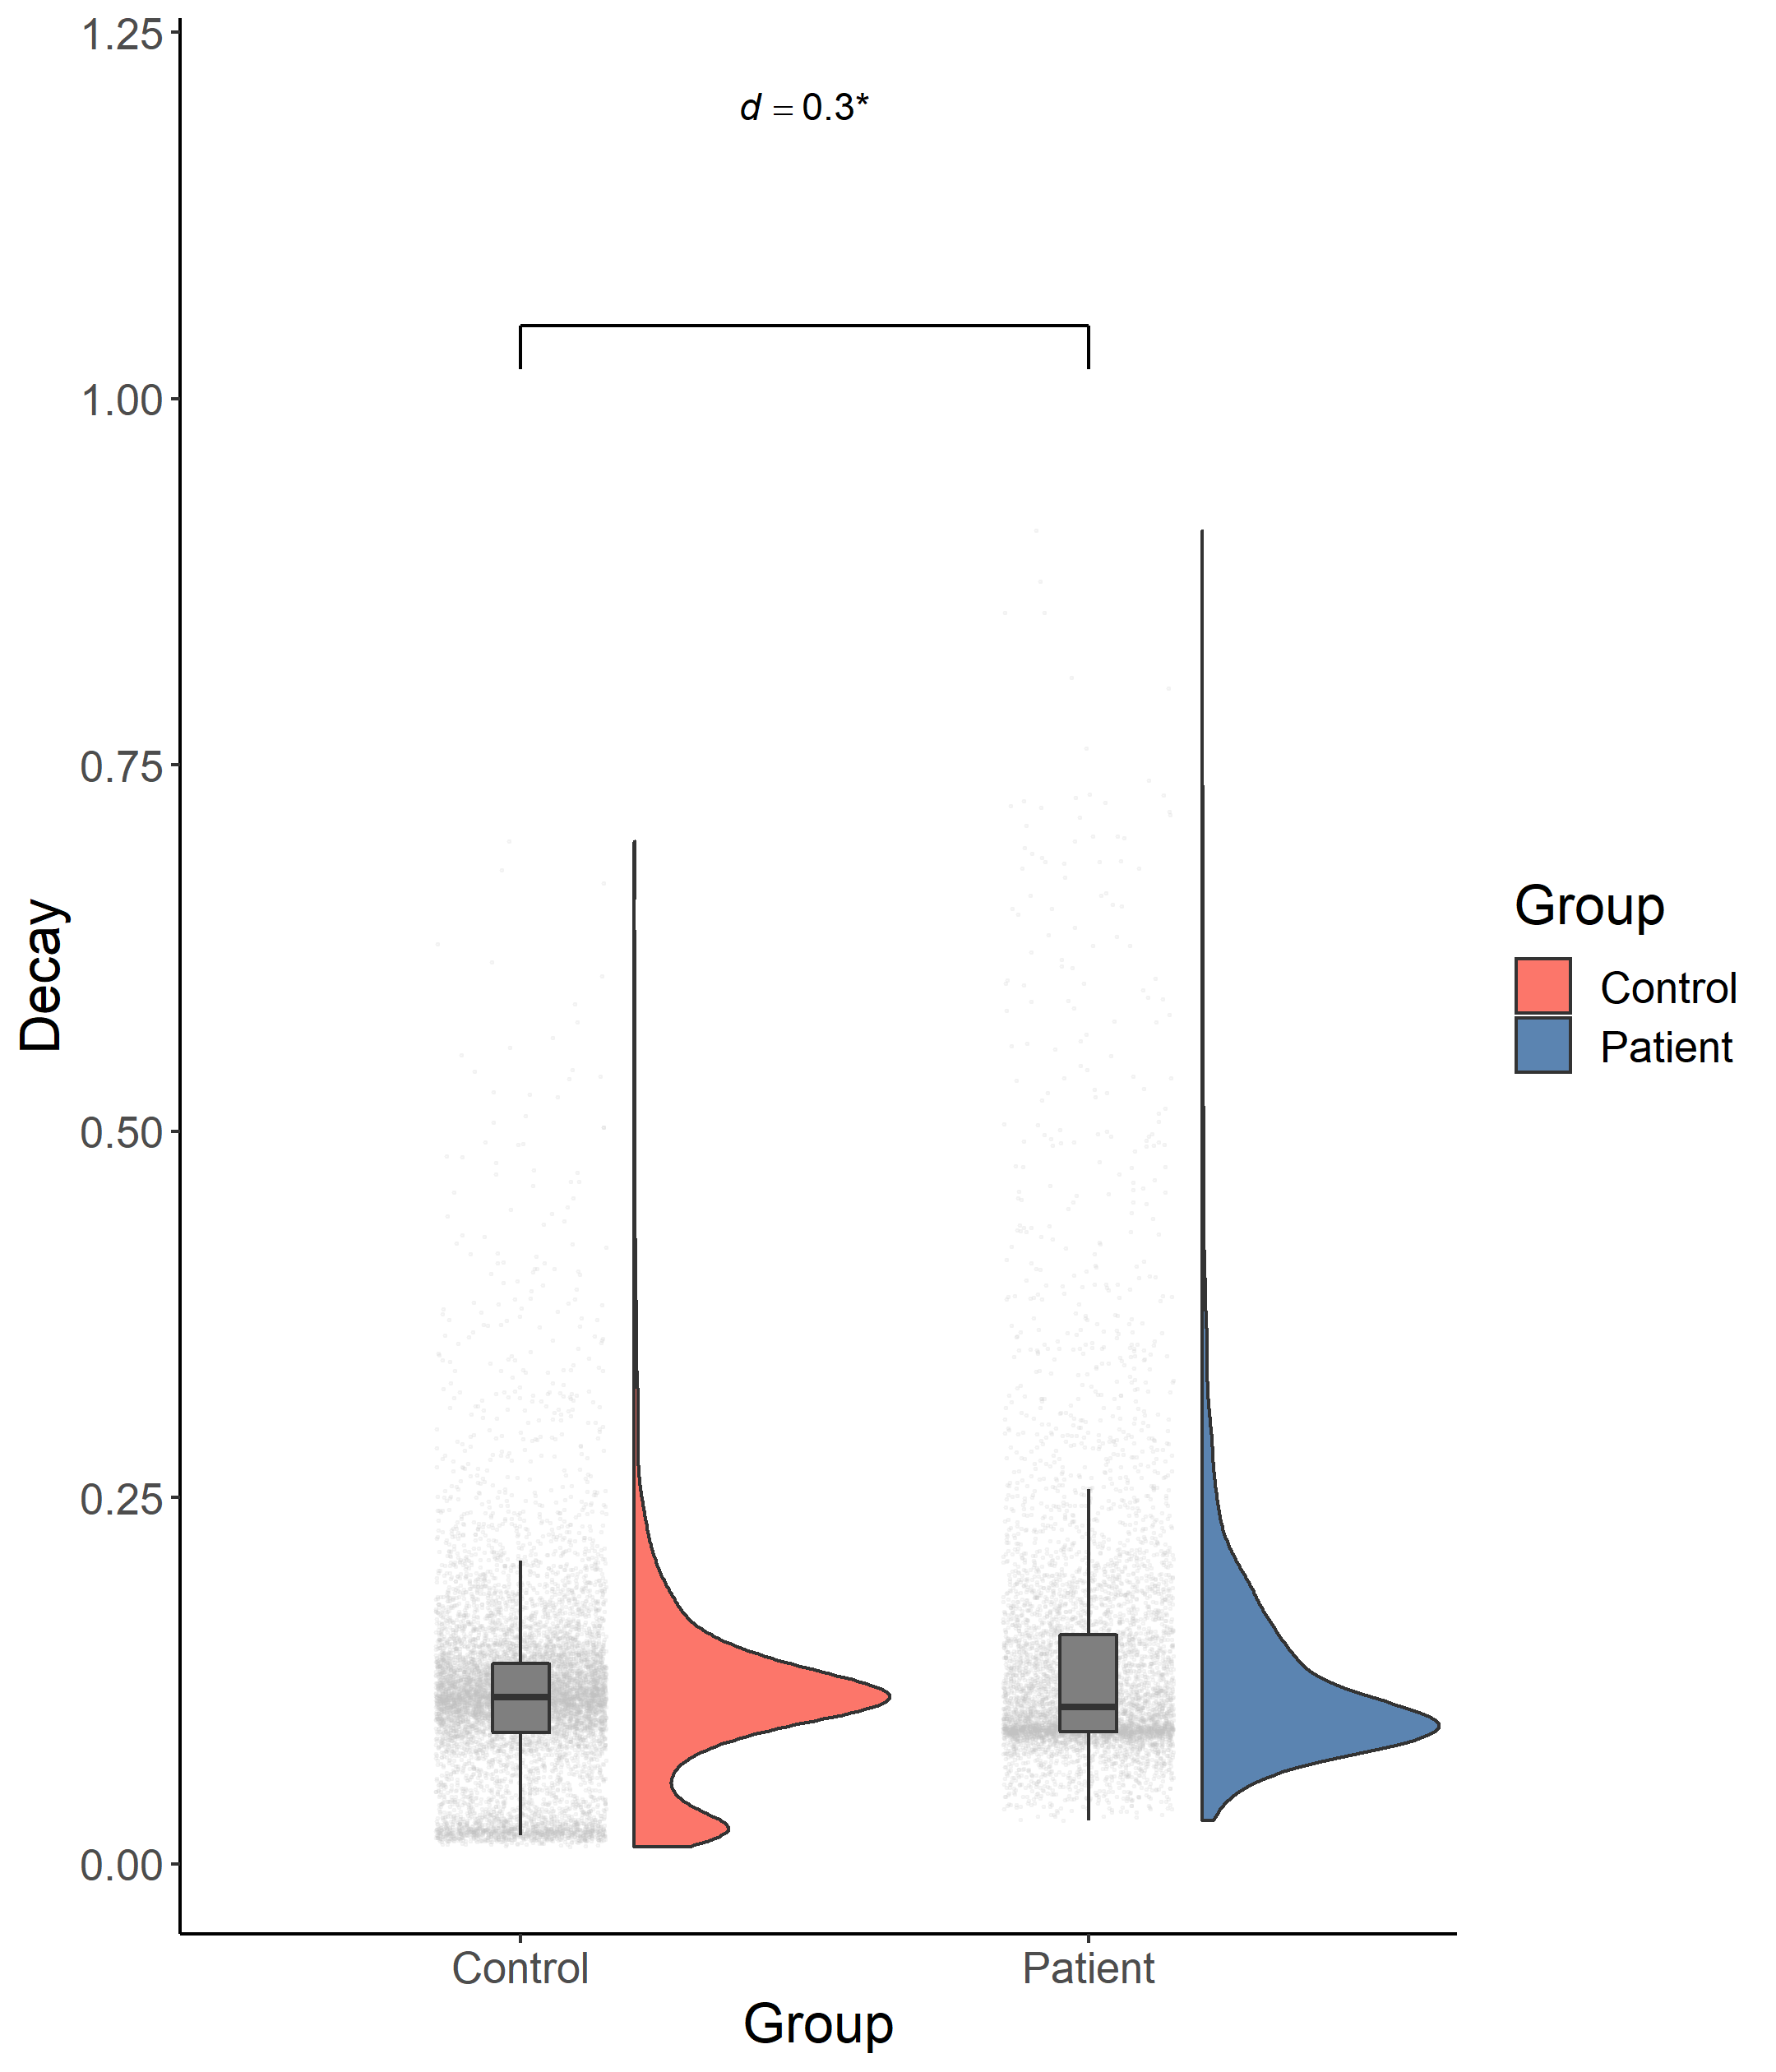 1.25
d = 0.3*
1.00
0.75
0.50
0.25
0.00
Decay
Control
Patient
Group
Group
Control
Patient